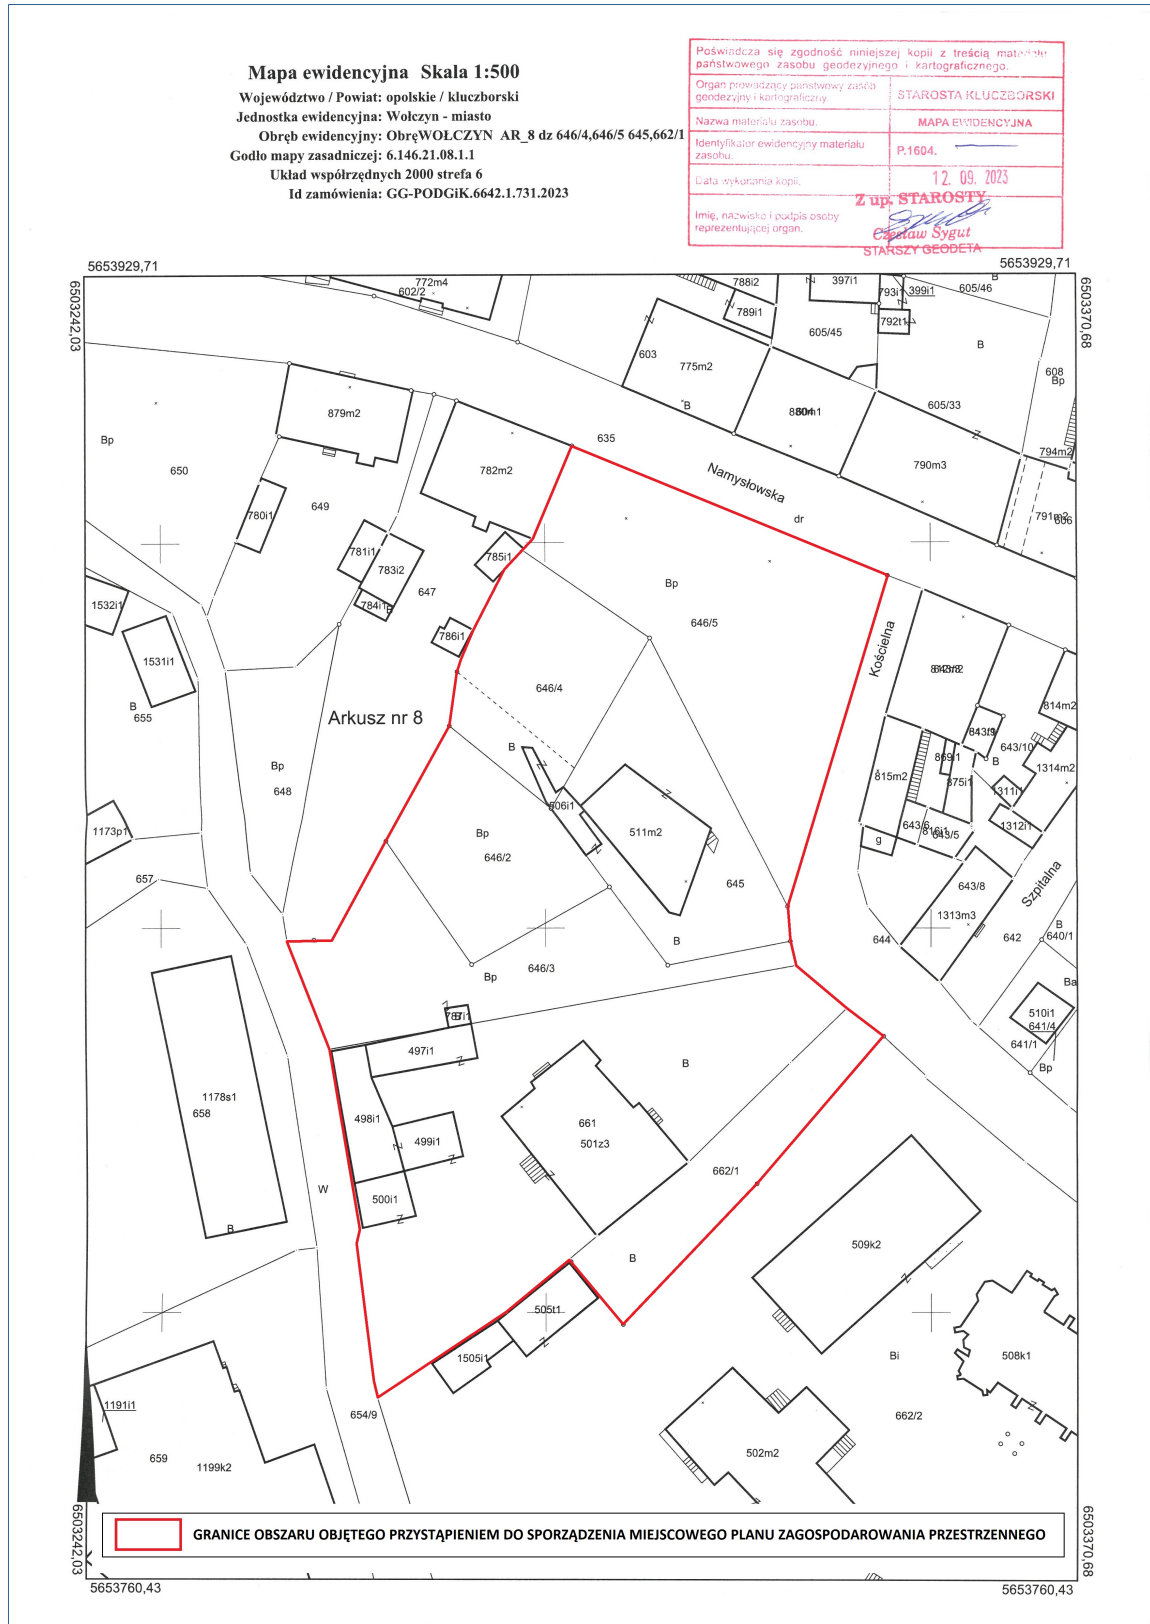 Mapa ewidencyjna Skala 1:500
Województwo / Powiat: opolskie / kluczborski
Jednostka ewidencyjna: Wołczyn - miasto
Obręb ewidencyjny: ObręWOŁCZYN AR_8 dz 646/4,646/5 645,662/1
Godło mapy zasadniczej: 6.146.21.08.1.1
Układ współrzędnych 2000 strefa 6
Id zamówienia: GG-PODGiK.6642.1.731.2023
Poświadcza się zgodność niniejszej kopii z treścią materiału
państwowego zasobu geodezyjnego i kartograficznego.
Organ prowadzący państwowy zasób
geodezyjny i kartograficzny.
STAROSTA KLUCZBORSKI
Nazwa materiału zasobu.
MAPA EWIDENCYJNA
Identyfikator ewidencyjny materiału
zasobu.
P.1604.
Data wykonania kopii.
12. 09. 2023
Imię, nazwisko i podpis osoby
reprezentującej organ.
Z up. STAROSTY
Czesław Sygut
STARSZY GEODETA
5653929,71
5653929,71
6503242,03
6503370,68
772m4
602/2
788i2
789i1
397i1
793i1
399i1
605/46
B
792t1
605/45
B
603
775m2
B
608
Bp
605/33
790m3
794m2
791m2
879m2
635
782m2
Namysłowska
dr
Bp
650
649
780i1
781i1
783i2
784i1
785i1
647
786i1
Bp
646/5
Kościelna
1532i1
1531i1
B
655
646/4
Arkusz nr 8
B
814m2
643/10
B
869i1
875i1
1314m2
1311i1
1312i1
815m2
643/6
643/5
g
Bp
648
506i1
511m2
Bp
646/2
645
1173p1
657
643/8
1313m3
Szpitalna
642
B
640/1
644
B
646/3
Bp
Ba
510i1
641/4
641/1
Bp
497i1
B
1178s1
658
498i1
499i1
661
501z3
662/1
500i1
W
B
B
509k2
505t1
1505i1
Bi
508k1
662/2
502m2
1191i1
659
1199k2
654/9
GRANICE OBSZARU OBJĘTEGO PRZYSTĄPIENIEM DO SPORZĄDZENIA MIEJSCOWEGO PLANU ZAGOSPODAROWANIA PRZESTRZENNEGO
6503242,03
6503370,68
5653760,43
5653760,43